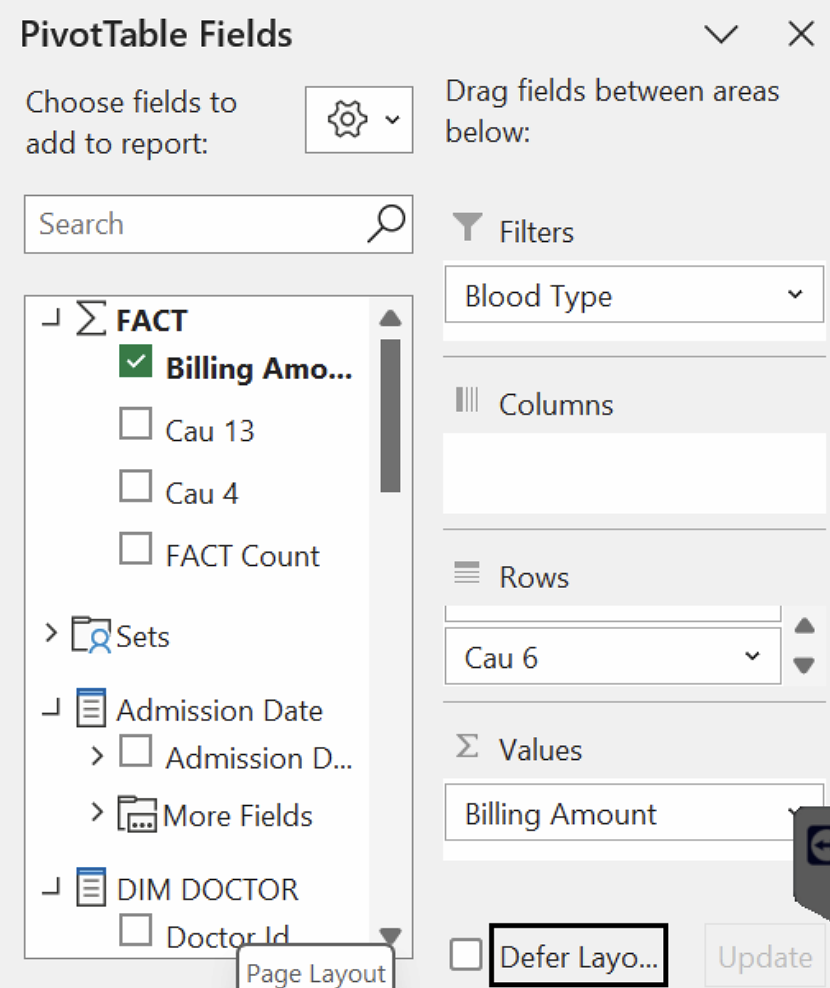 PivotTable Fields
Choose fields to
add to report:
Search
FACT
Billing Amo...
Cau 13
Cau 4
FACT Count
Sets
Admission Date
Admission D...
More Fields
DIM DOCTOR
Doctor Id
Page Layout
Drag fields between areas
below:
Filters
Blood Type
Columns
Rows
Cau 6
Values
Billing Amount
Defer Layo...
Update